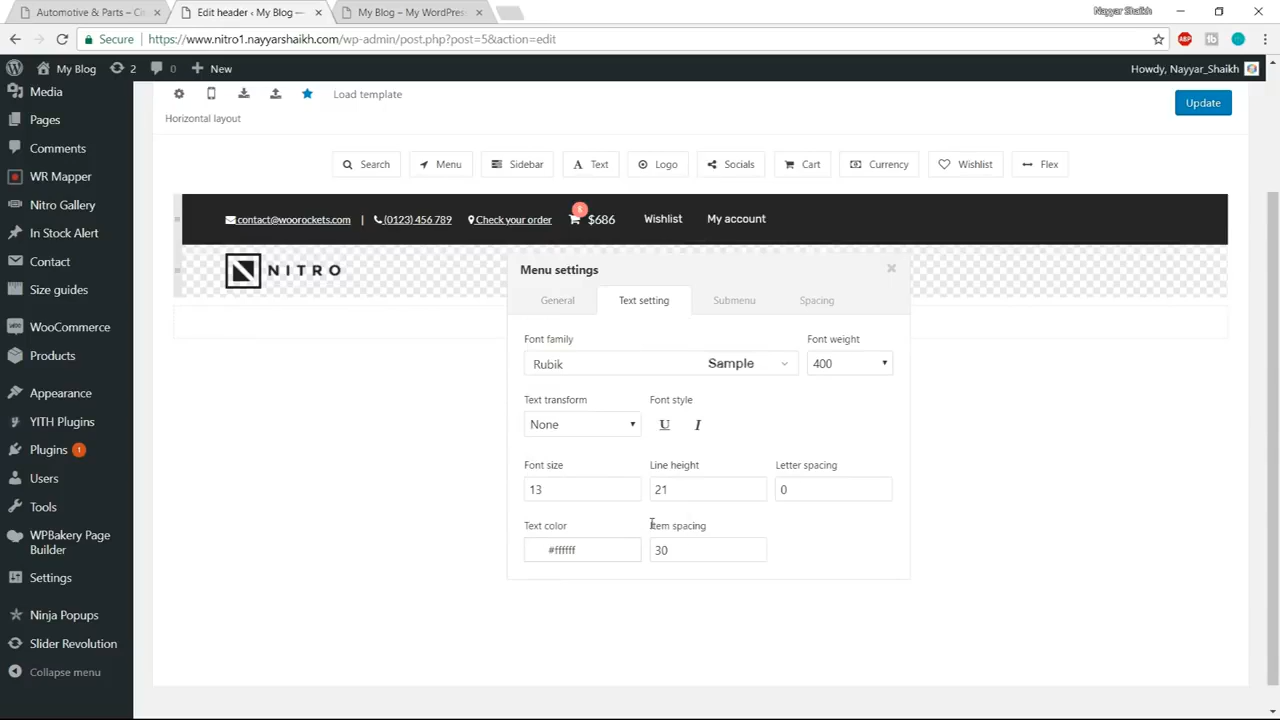 Automotive & Parts – Ci
Edit header ‹ My Blog —
My Blog – My WordPres
Nayyar Shaikh
Secure
https://www.nitro1.nayyarshaikh.com/wp-admin/post.php?post=5&action=edit
ABP
tb
My Blog
2
0
New
Howdy, Nayyar_Shaikh
Media
Pages
Comments
WR Mapper
Nitro Gallery
In Stock Alert
Contact
Size guides
WooCommerce
Products
Appearance
YITH Plugins
Plugins 1
Users
Tools
WPBakery Page
Builder
Settings
Ninja Popups
Slider Revolution
Collapse menu
Load template
Update
Horizontal layout
Search
Menu
Sidebar
Text
Logo
Socials
Cart
Currency
Wishlist
Flex
contact@woorockets.com | (0123) 456 789 Check your order
8
$686
Wishlist
My account
NITRO
Menu settings
General
Text setting
Submenu
Spacing
Font family
Font weight
Rubik
Sample
400
Text transform
Font style
None
U
I
Font size
Line height
Letter spacing
13
21
0
Text color
Item spacing
#ffffff
30